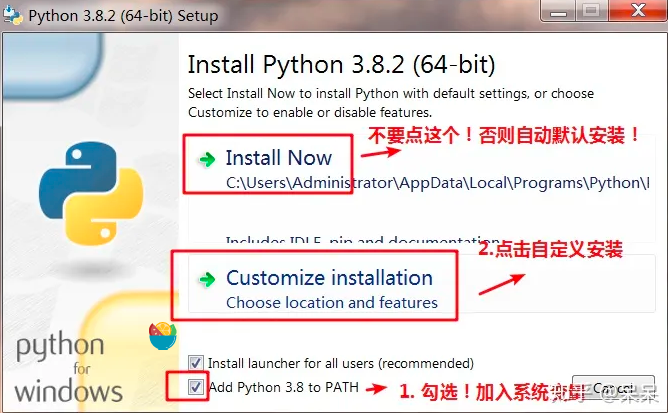 Python 3.8.2 (64-bit) Setup
Install Python 3.8.2 (64-bit)
Select Install Now to install Python with default settings, or choose
Customize to enable or disable features.
不要点这个！否则自动默认安装！
Install Now
C:\Users\Administrator\AppData\Local\Programs\Python\
Includes IDLE, pip and documentation
2.点击自定义安装
Customize installation
Choose location and features
python
for
windows
Install launcher for all users (recommended)
Add Python 3.8 to PATH
1. 勾选！加入系统变量
Cancel
知乎 @呆呆